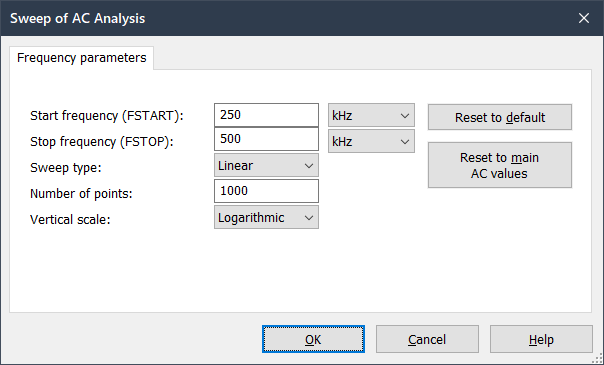 Sweep of AC Analysis
Frequency parameters
Start frequency (FSTART): 250 kHz
Stop frequency (FSTOP): 500 kHz
Sweep type: Linear
Number of points: 1000
Vertical scale: Logarithmic
Reset to default
Reset to main
AC values
OK Cancel Help